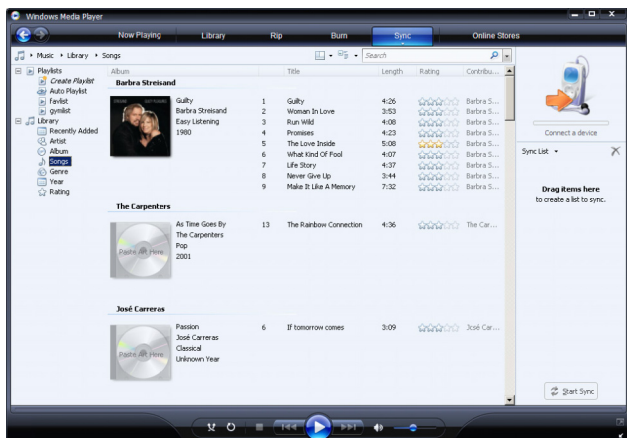 Windows Media Player
Now Playing Library Rip Burn Sync Online Stores
Music Library Songs
Search
Playlists
Create Playlist
Auto Playlist
favlist
gymlist
Library
Recently Added
Artist
Album
Songs
Genre
Year
Rating
Album Title Length Rating Contribu...
Barbra Streisand
Guilty
Barbra Streisand
Easy Listening
1980
1 Guilty 4:26 Barbra S...
2 Woman In Love 3:53 Barbra S...
3 Run Wild 4:08 Barbra S...
4 Promises 4:23 Barbra S...
5 The Love Inside 5:08 Barbra S...
6 What Kind Of Fool 4:07 Barbra S...
7 Life Story 4:37 Barbra S...
8 Never Give Up 3:44 Barbra S...
9 Make It Like A Memory 7:32 Barbra S...
The Carpenters
Paste Art Here
As Time Goes By
The Carpenters
Pop
2001
13 The Rainbow Connection 4:36 The Car...
José Carreras
Paste Art Here
Passion
José Carreras
Classical
Unknown Year
6 If tomorrow comes 3:09 José Car...
Connect a device
Sync List
Drag items here
to create a list to sync.
Start Sync